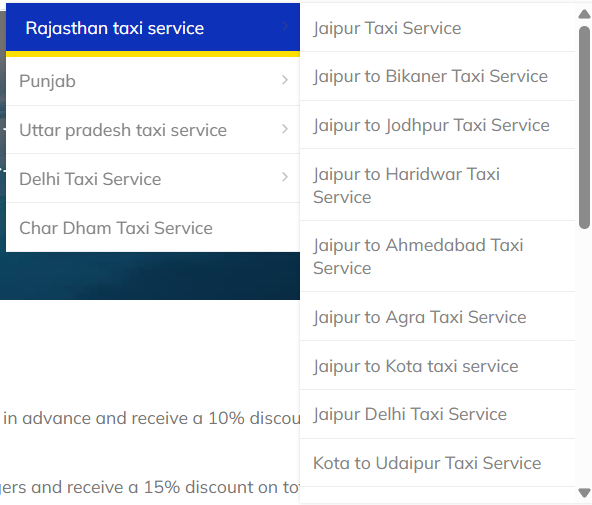 Rajasthan taxi service
Punjab
Uttar pradesh taxi service
Delhi Taxi Service
Char Dham Taxi Service
Jaipur Taxi Service
Jaipur to Bikaner Taxi Service
Jaipur to Jodhpur Taxi Service
Jaipur to Haridwar Taxi
Service
Jaipur to Ahmedabad Taxi
Service
Jaipur to Agra Taxi Service
Jaipur to Kota taxi service
Jaipur Delhi Taxi Service
Kota to Udaipur Taxi Service
in advance and receive a 10%
and receive a 15% discount on